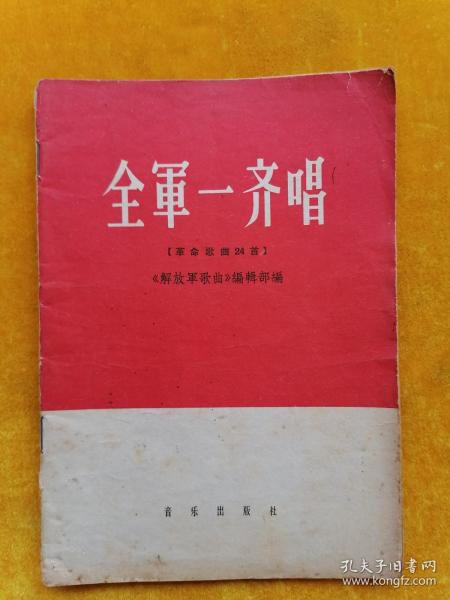 全軍一齐唱
【革命歌曲24首】
《解放軍歌曲》編輯部編
音乐出版社
孔夫子旧书网
www.kongfz.com